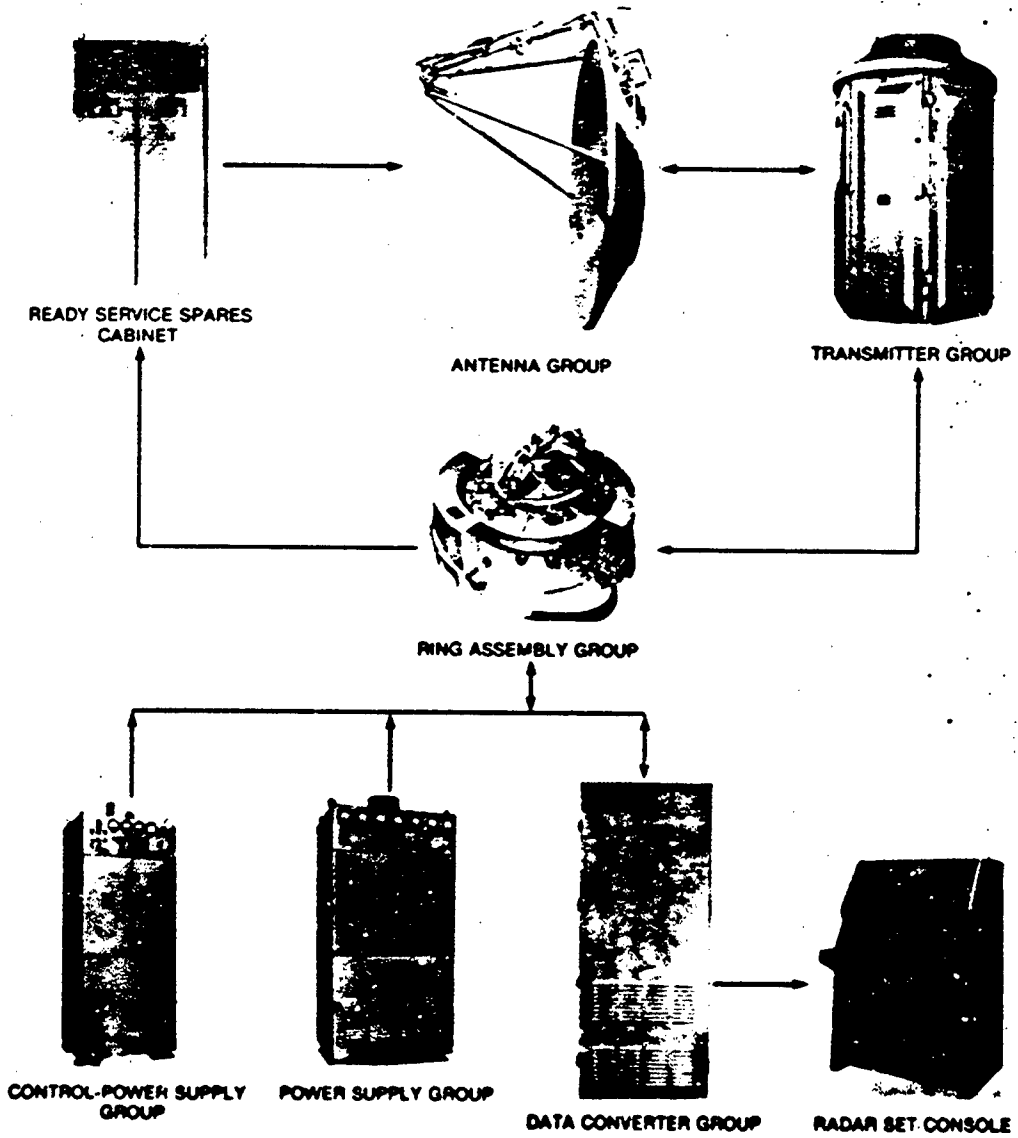 READY SERVICE SPARES
CABINET
ANTENNA GROUP
TRANSMITTER GROUP
RING ASSEMBLY GROUP
CONTROL-POWER SUPPLY
GROUP
POWER SUPPLY GROUP
DATA CONVERTER GROUP
RADAR SET CONSOLE